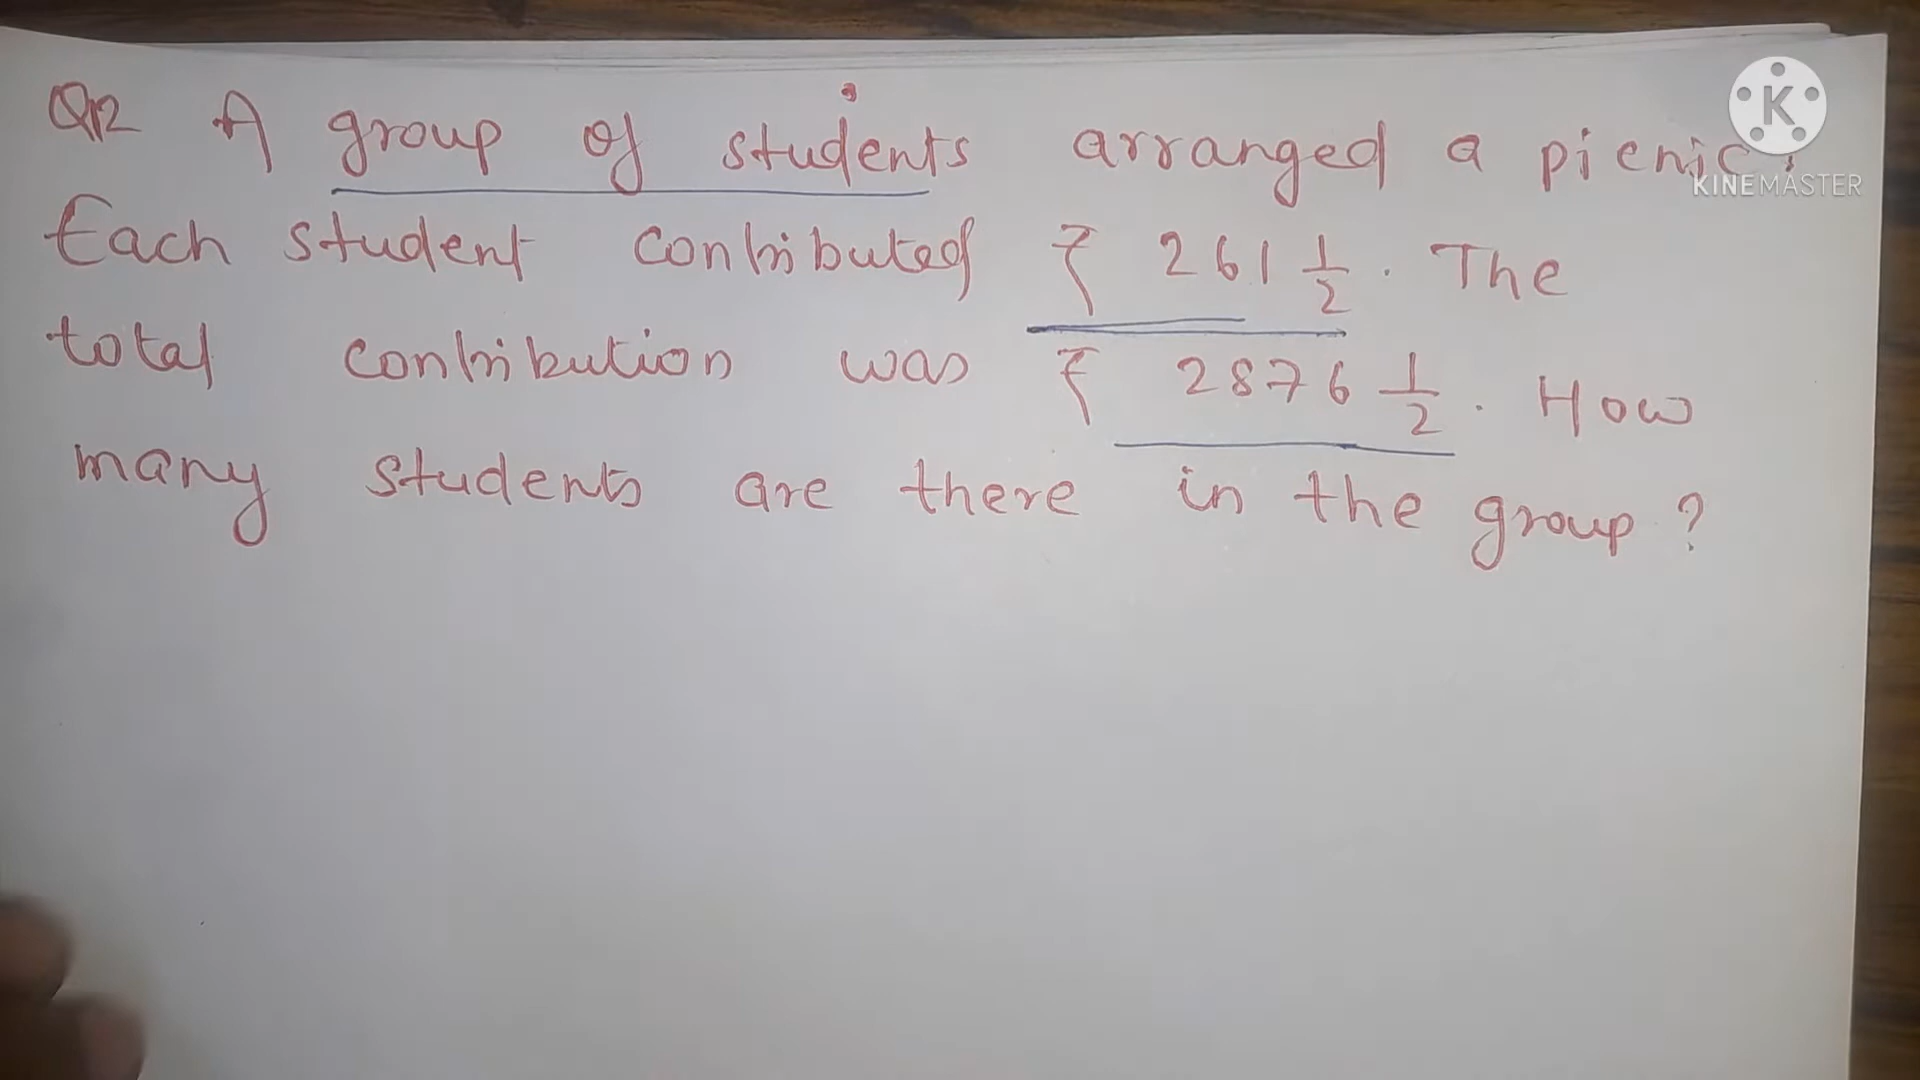 Q12 A group of students arranged a picnic.
Each student contributed ₹ 261 1/2. The
total contribution was ₹ 2876 1/2. How
many students are there in the group?
K
KINEMASTER